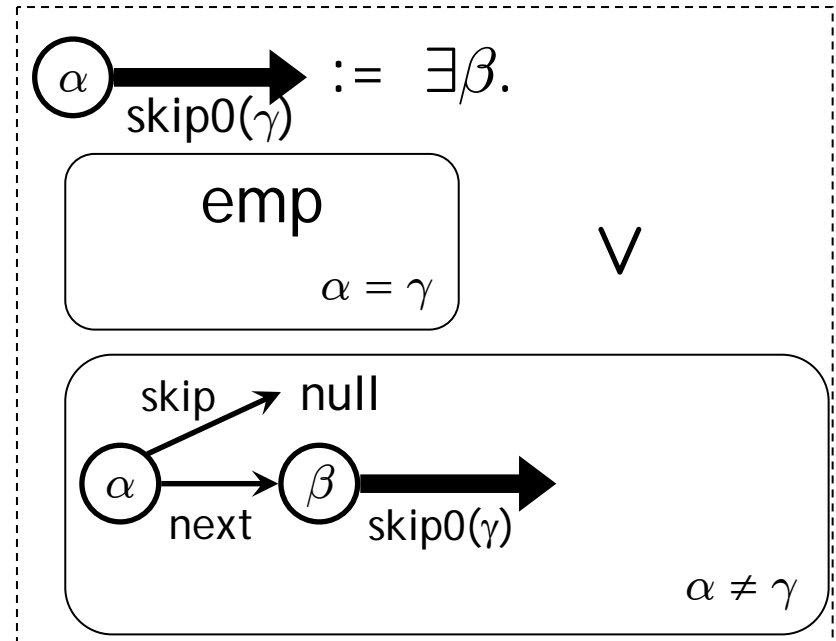 α := ∃β.
skip0(γ)
emp
α = γ
∨
skip null
α β
next skip0(γ)
α ≠ γ